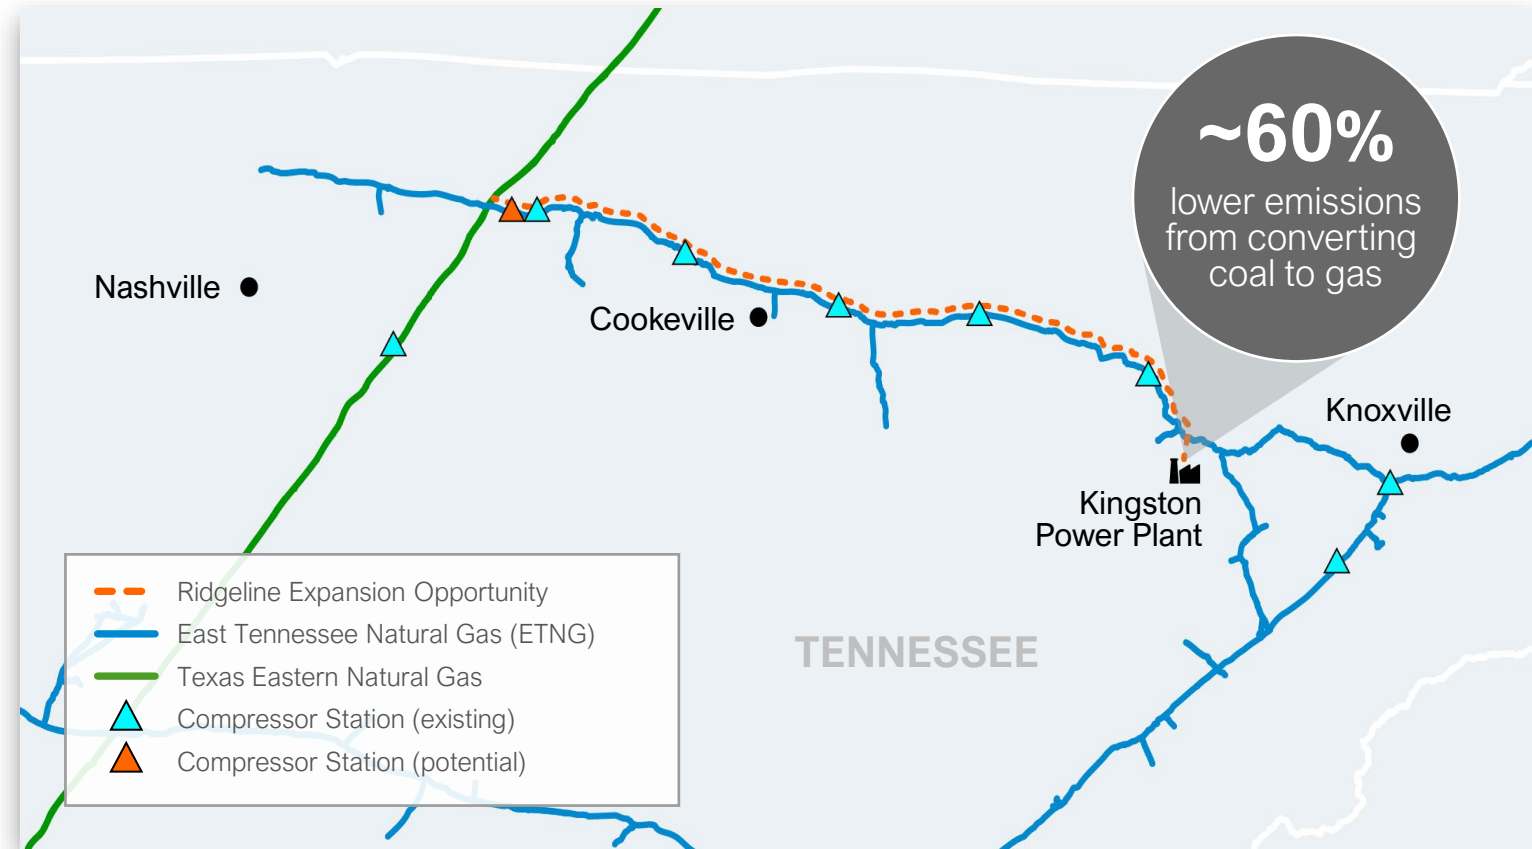 ~60%
lower emissions
from converting
coal to gas
Nashville
Cookeville
Knoxville
Kingston
Power Plant
TENNESSEE
Ridgeline Expansion Opportunity
East Tennessee Natural Gas (ETNG)
Texas Eastern Natural Gas
Compressor Station (existing)
Compressor Station (potential)